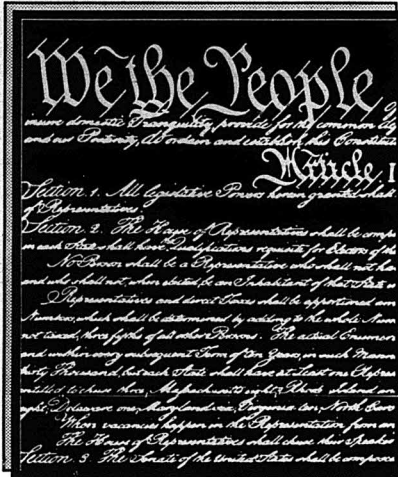 We the People of
insure domestic Tranquility, provide for the common
and our Posterity, do ordain and establish this Constitution
Article I
Section 1. All legislative Powers herein granted shall
of Representatives.
Section 2. The House of Representatives shall be comp
in each State shall have Qualifications requisite for Electors of the
No Person shall be a Representative who shall not ha
and who shall not, when elected, be an Inhabitant of that State
Representatives and direct Taxes shall be apportioned am
Numbers, which shall be determined by adding to the whole Num
not taxed, three fifths of all other Persons. The actual Enumer
and within every subsequent Term of ten Years, in such Mann
thirty Thousand, but each State shall have at Least one Repres
entitled to chuse three, Massachusetts eight, Rhode Island an
eight, Delaware one, Maryland six, Virginia ten, North Caro
When vacancies happen in the Representation from an
The House of Representatives shall chuse their Speaker
Section 3 The Senate of the United States shall be compose